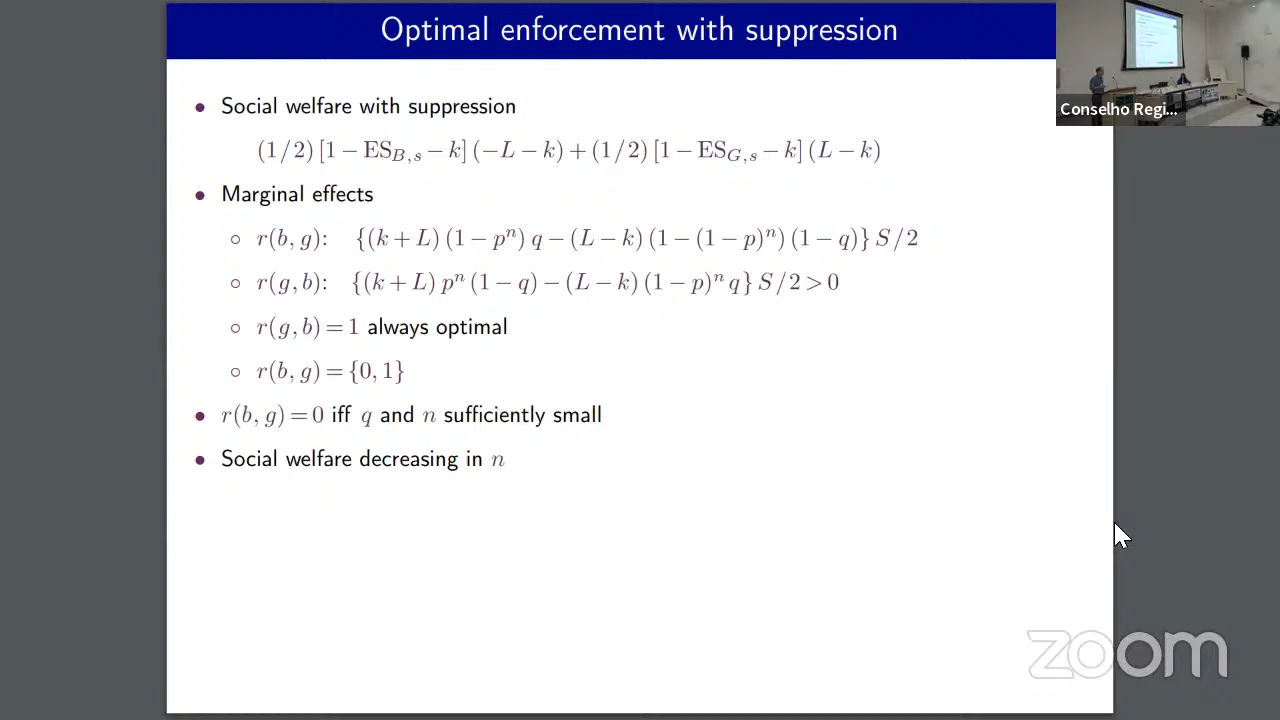 Optimal enforcement with suppression
Conselho Regi...
• Social welfare with suppression
(1/2) [1 − ES_{B,s} − k] (−L − k) + (1/2) [1 − ES_{G,s} − k] (L − k)
• Marginal effects
○ r(b, g): {(k + L) (1 − p^n) q − (L − k) (1 − (1 − p)^n) (1 − q)} S/2
○ r(g, b): {(k + L) p^n (1 − q) − (L − k) (1 − p)^n q} S/2 > 0
○ r(g, b) = 1 always optimal
○ r(b, g) = {0, 1}
• r(b, g) = 0 iff q and n sufficiently small
• Social welfare decreasing in n
zoom